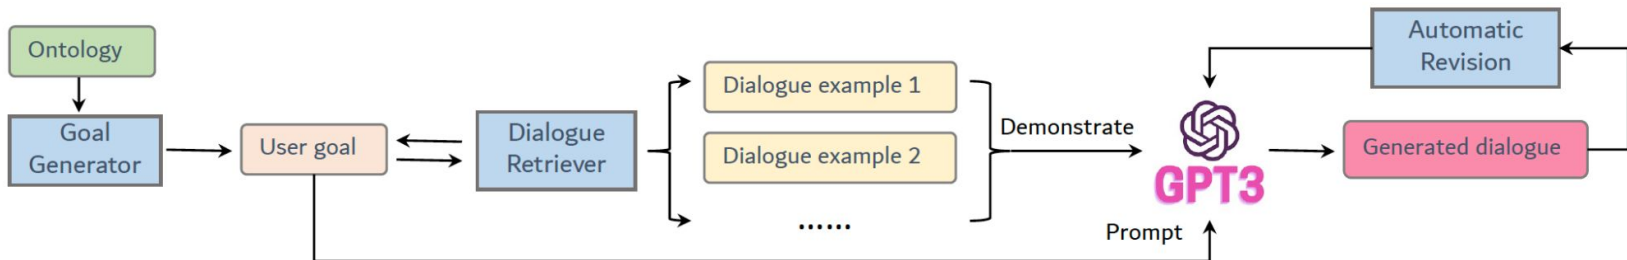 Ontology
Goal
Generator
User goal
Dialogue
Retriever
Dialogue example 1
Dialogue example 2
......
Demonstrate
Prompt
GPT3
Automatic
Revision
Generated dialogue